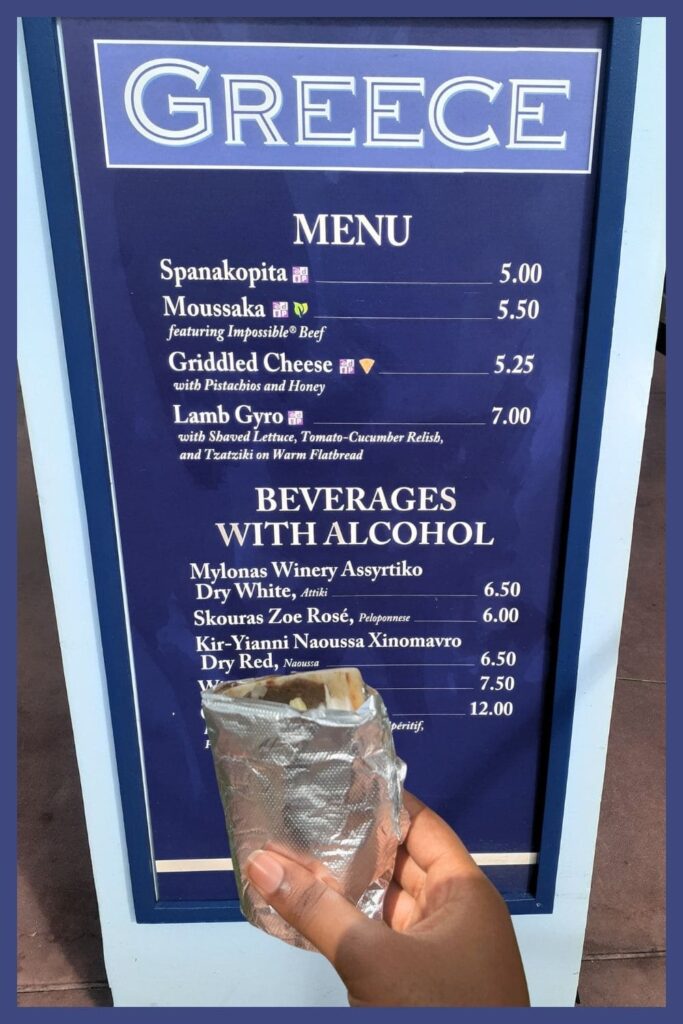 GREECE
MENU
Spanakopita 5.00
Moussaka 5.50
featuring Impossible® Beef
Griddled Cheese 5.25
with Pistachios and Honey
Lamb Gyro 7.00
with Shaved Lettuce, Tomato-Cucumber Relish,
and Tzatziki on Warm Flatbread
BEVERAGES
WITH ALCOHOL
Mylonas Winery Assyrtiko
Dry White, Attiki 6.50
Skouras Zoe Rosé, Peloponnese 6.00
Kir-Yianni Naoussa Xinomavro
Dry Red, Naoussa 6.50
7.50
12.00